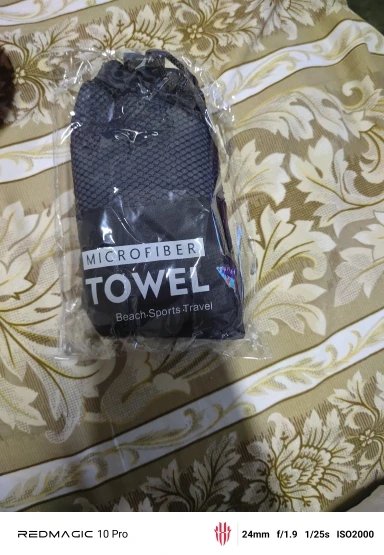 MICROFIBER
TOWEL
Beach·Sports·Travel
REDMAGIC 10 Pro
24mm f/1.9 1/25s ISO2000